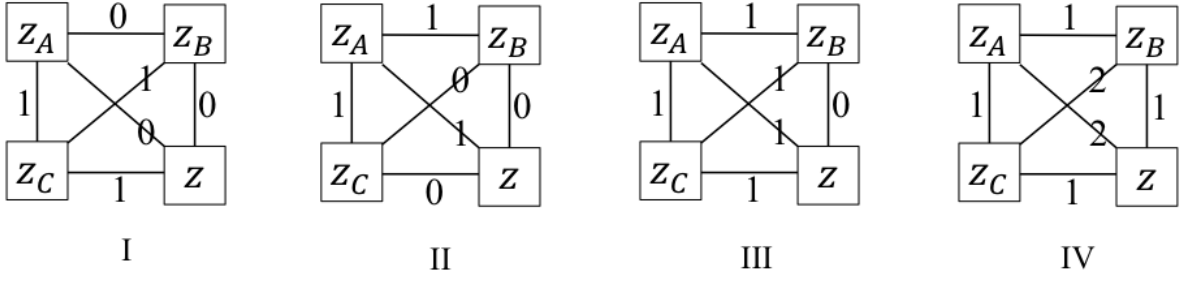 0 1 1 1
z_A z_B z_A z_B z_A z_B z_A z_B
1 1 0 1 0 0 1 1 0 1 2 1
0 1 1 2
z_C z z_C z z_C z z_C z
1 0 1 1
I II III IV